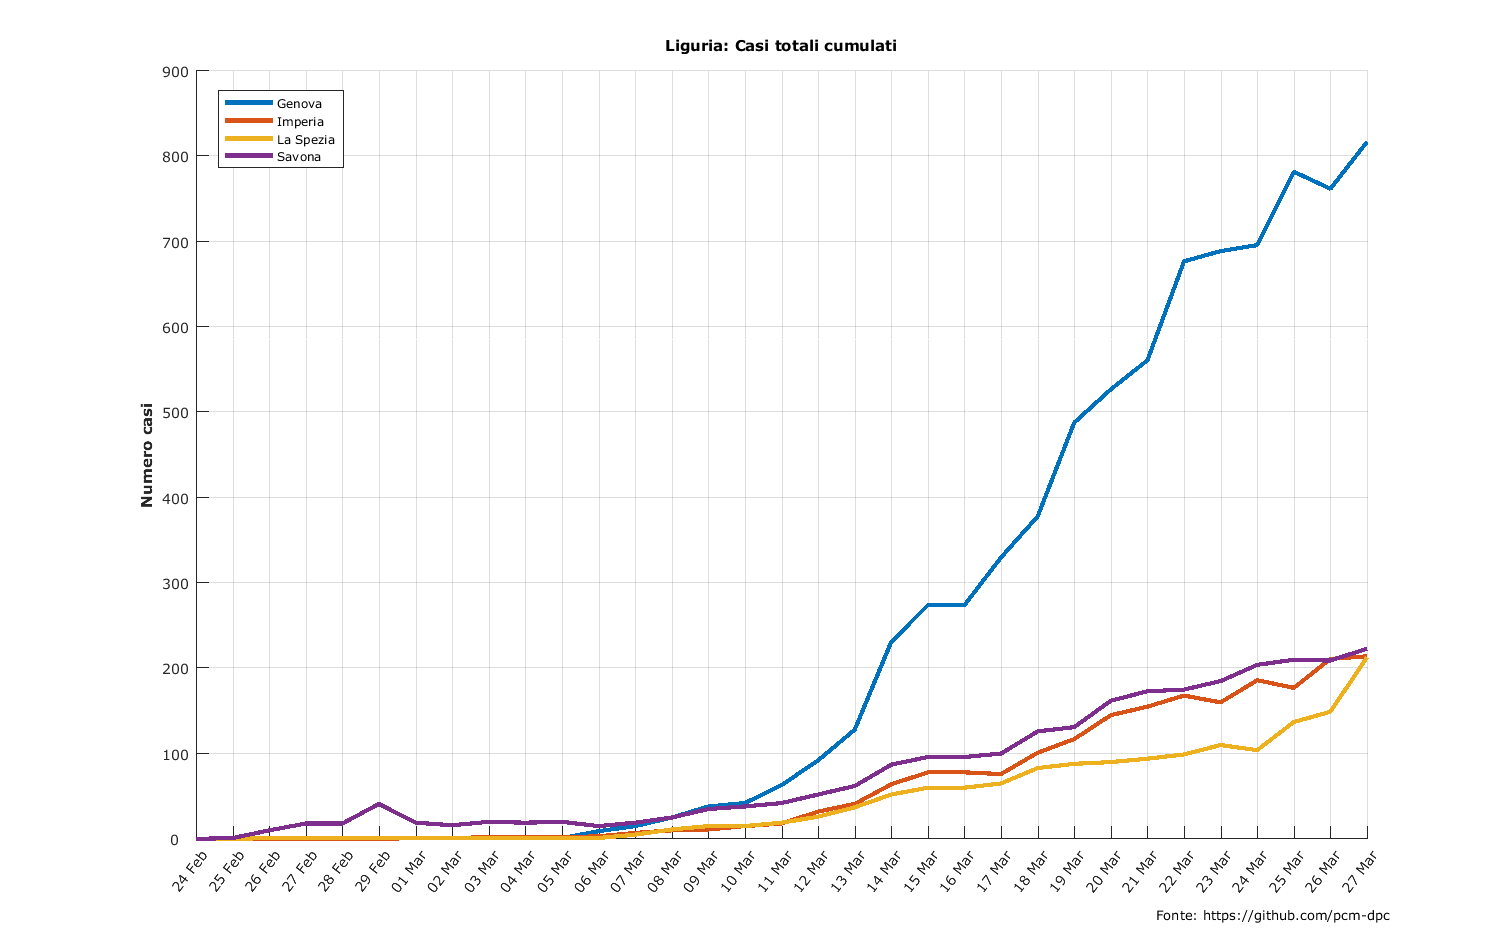 Liguria: Casi totali cumulati
Numero casi
900
800
700
600
500
400
300
200
100
0
Genova
Imperia
La Spezia
Savona
24 Feb
25 Feb
26 Feb
27 Feb
28 Feb
29 Feb
01 Mar
02 Mar
03 Mar
04 Mar
05 Mar
06 Mar
07 Mar
08 Mar
09 Mar
10 Mar
11 Mar
12 Mar
13 Mar
14 Mar
15 Mar
16 Mar
17 Mar
18 Mar
19 Mar
20 Mar
21 Mar
22 Mar
23 Mar
24 Mar
25 Mar
26 Mar
27 Mar
Fonte: https://github.com/pcm-dpc